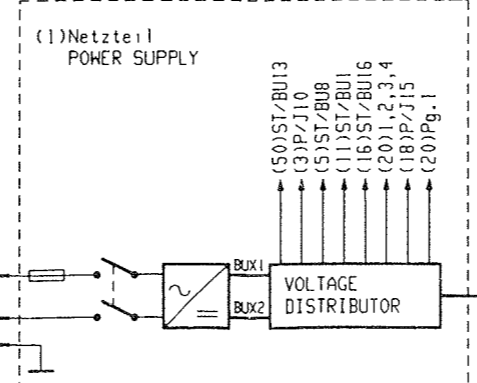 (1)Netzteil
POWER SUPPLY
(50)ST/BU13
(3)P/J10
(5)ST/BU8
(11)ST/BU1
(16)ST/BU16
(20)1,2,3,4
(18)P/J15
(20)Pg.1
BUX1
BUX2
VOLTAGE
DISTRIBUTOR